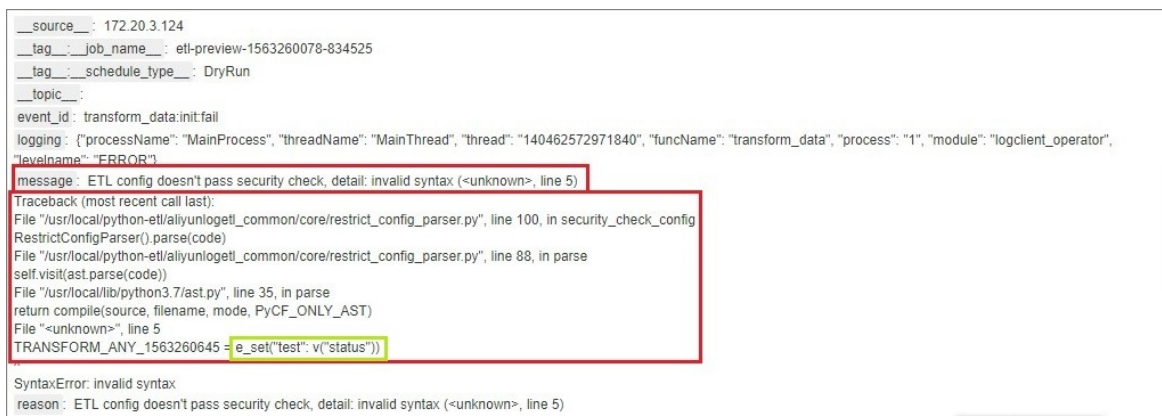 __source__ : 172.20.3.124
__tag__:__job_name__ : etl-preview-1563260078-834525
__tag__:__schedule_type__ : DryRun
__topic__ :
event_id : transform_data:init:fail
logging : {"processName": "MainProcess", "threadName": "MainThread", "thread": "140462572971840", "funcName": "transform_data", "process": "1", "module": "logclient_operator",
"levelname": "ERROR"}
message : ETL config doesn't pass security check, detail: invalid syntax (<unknown>, line 5)
Traceback (most recent call last):
File "/usr/local/python-etl/aliyunlogetl_common/core/restrict_config_parser.py", line 100, in security_check_config
RestrictConfigParser().parse(code)
File "/usr/local/python-etl/aliyunlogetl_common/core/restrict_config_parser.py", line 88, in parse
self.visit(ast.parse(code))
File "/usr/local/lib/python3.7/ast.py", line 35, in parse
return compile(source, filename, mode, PyCF_ONLY_AST)
File "<unknown>", line 5
TRANSFORM_ANY_1563260645 = e_set("test": v("status"))
^
SyntaxError: invalid syntax
reason : ETL config doesn't pass security check, detail: invalid syntax (<unknown>, line 5)